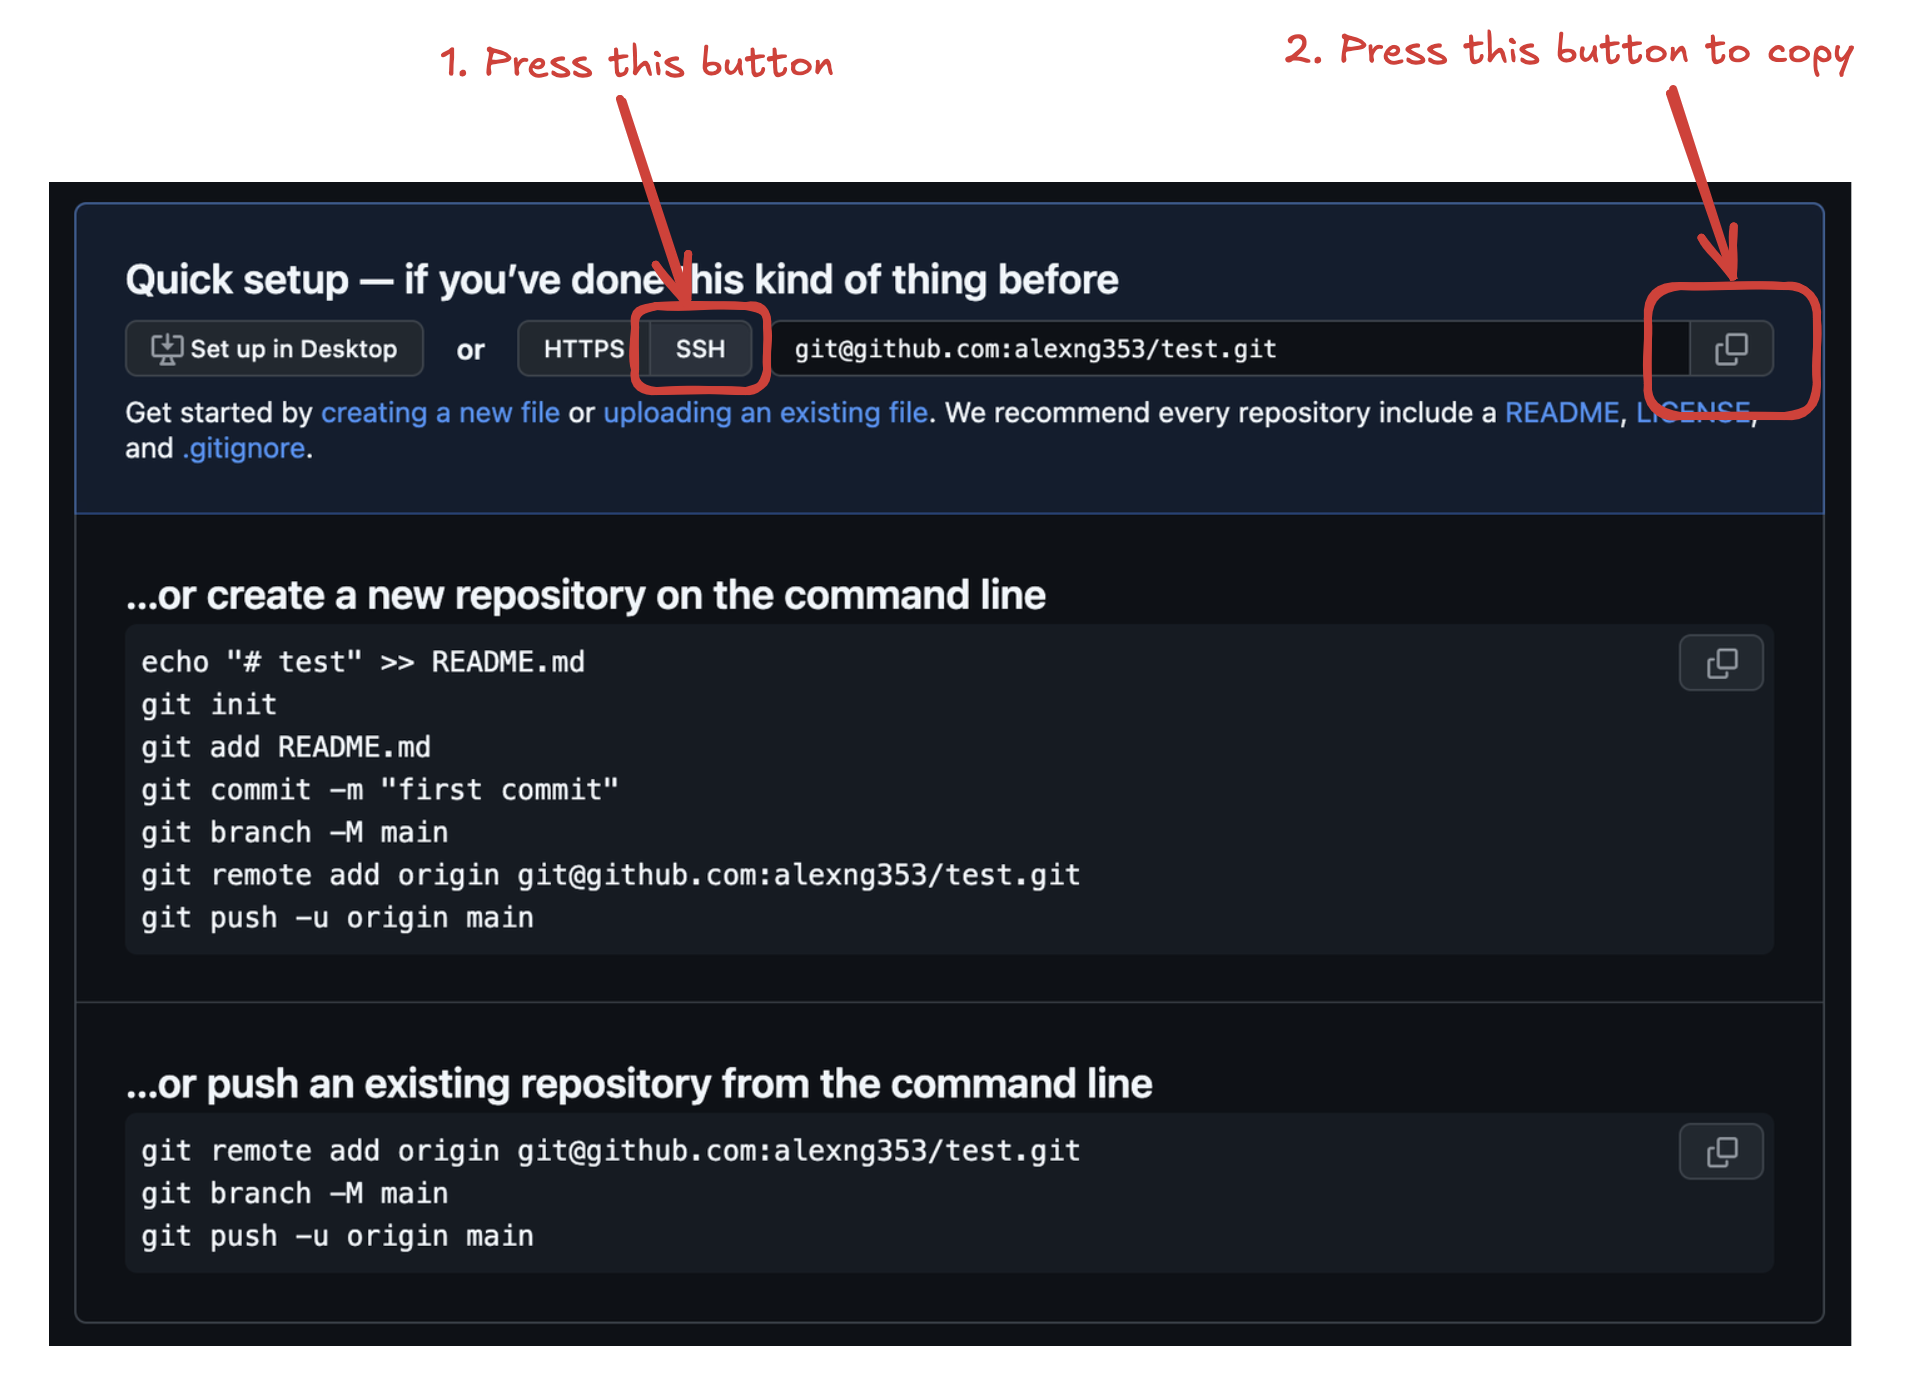 1. Press this button
2. Press this button to copy
Quick setup — if you’ve done this kind of thing before
Set up in Desktop or HTTPS SSH git@github.com:alexng353/test.git
Get started by creating a new file or uploading an existing file. We recommend every repository include a README, LICENSE,
and .gitignore.
…or create a new repository on the command line
echo "# test" >> README.md
git init
git add README.md
git commit -m "first commit"
git branch -M main
git remote add origin git@github.com:alexng353/test.git
git push -u origin main
…or push an existing repository from the command line
git remote add origin git@github.com:alexng353/test.git
git branch -M main
git push -u origin main